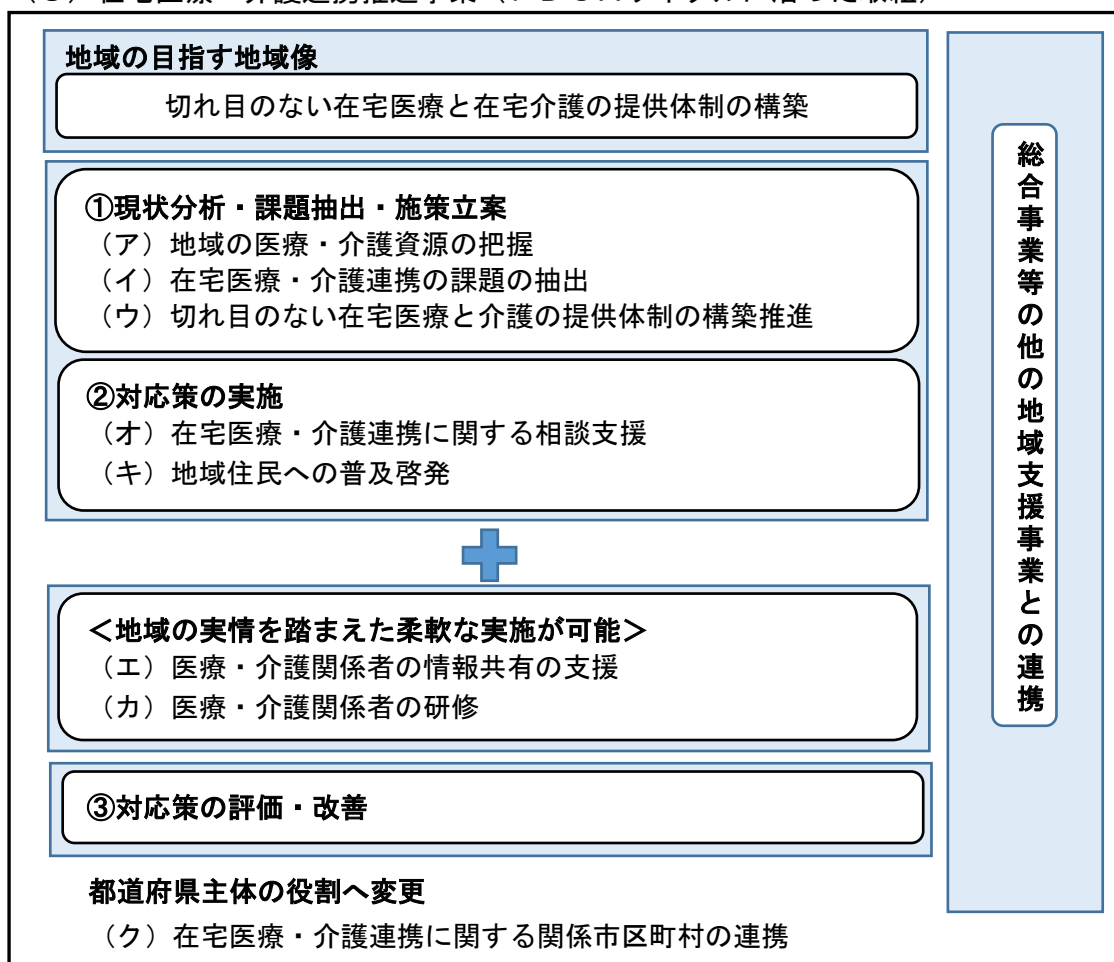 地域の目指す地域像
切れ目のない在宅医療と在宅介護の提供体制の構築
①現状分析・課題抽出・施策立案
（ア）地域の医療・介護資源の把握
（イ）在宅医療・介護連携の課題の抽出
（ウ）切れ目のない在宅医療と介護の提供体制の構築推進
②対応策の実施
（オ）在宅医療・介護連携に関する相談支援
（キ）地域住民への普及啓発
＜地域の実情を踏まえた柔軟な実施が可能＞
（エ）医療・介護関係者の情報共有の支援
（カ）医療・介護関係者の研修
③対応策の評価・改善
都道府県主体の役割へ変更
（ク）在宅医療・介護連携に関する関係市区町村の連携
総合事業等の他の地域支援事業との連携